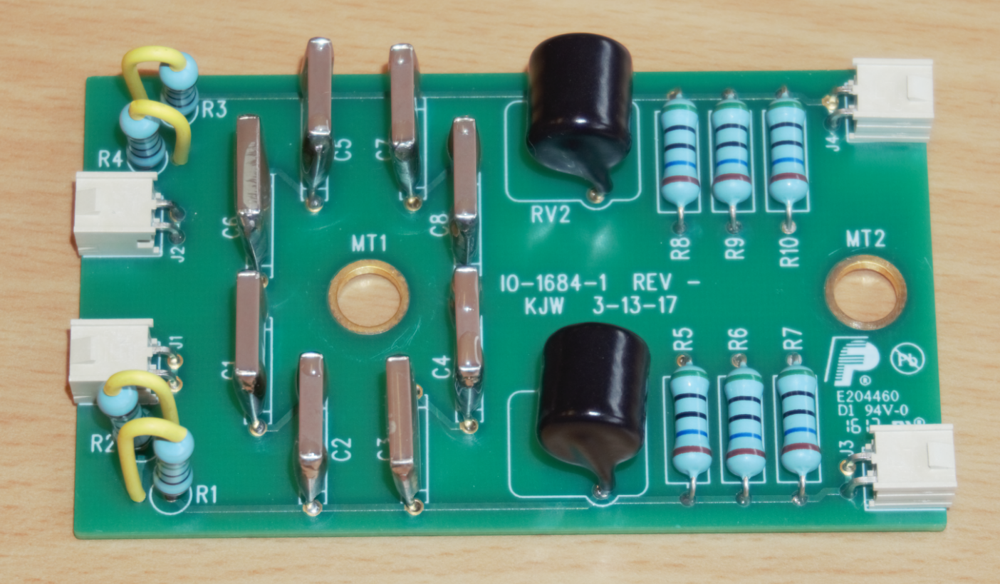 R3
C5
C7
R4
J4
C6
J2
MT1
C8
RV2
R8
R9
R10
MT2
IO-1684-1 REV -
KJW 3-13-17
J1
C1
C4
R5
R6
R7
Pb
®
E204460
D1 94V-0
R2
C2
C3
J3
R1